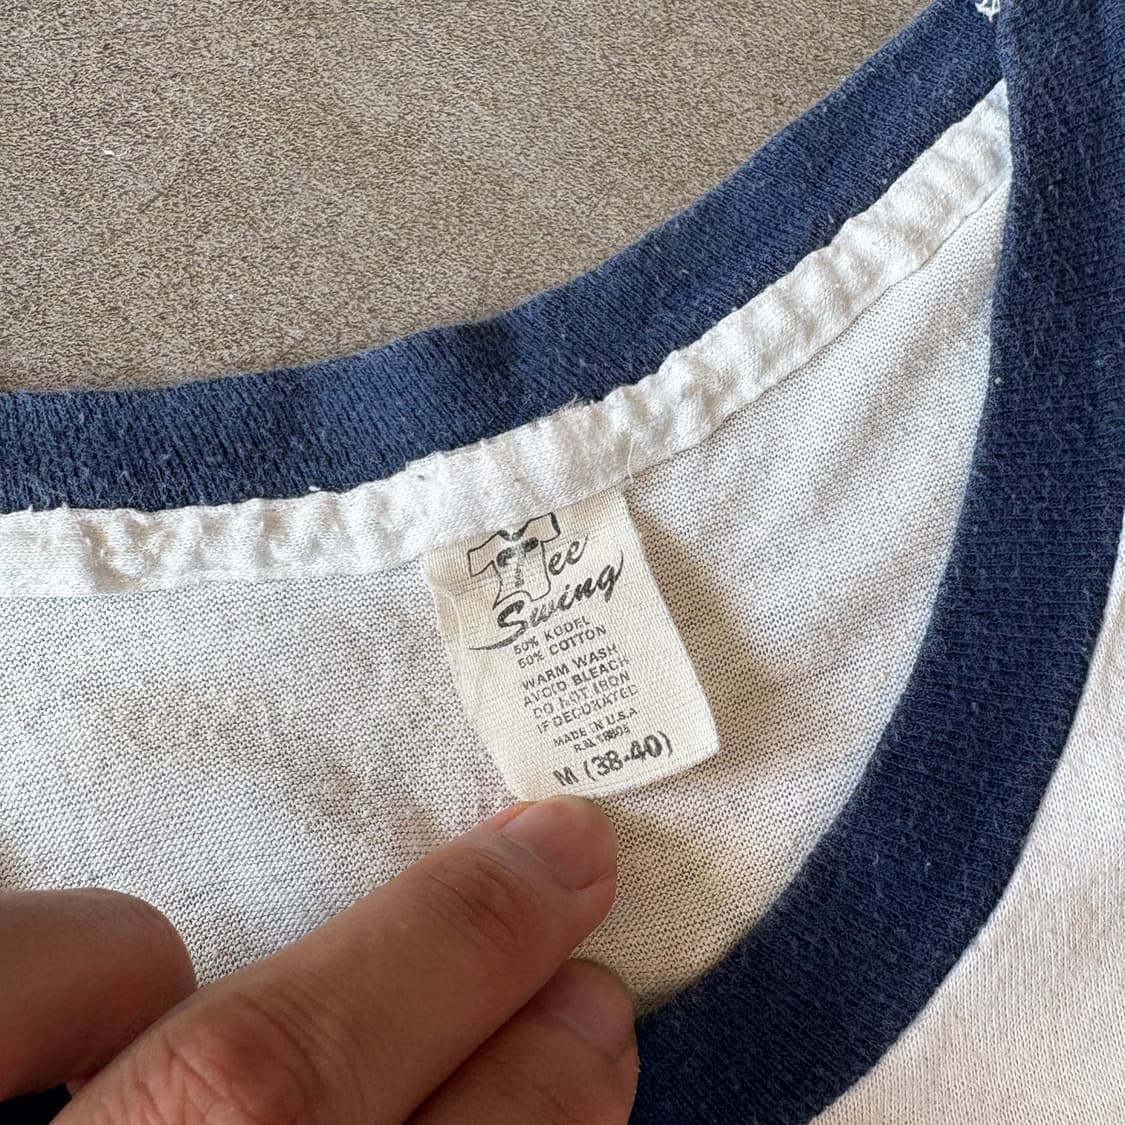 Tee
Swing
50% KODEL
50% COTTON
WARM WASH
AVOID BLEACH
DO NOT IRON
IF DECORATED
MADE IN U.S.A
R.N.
M (38-40)